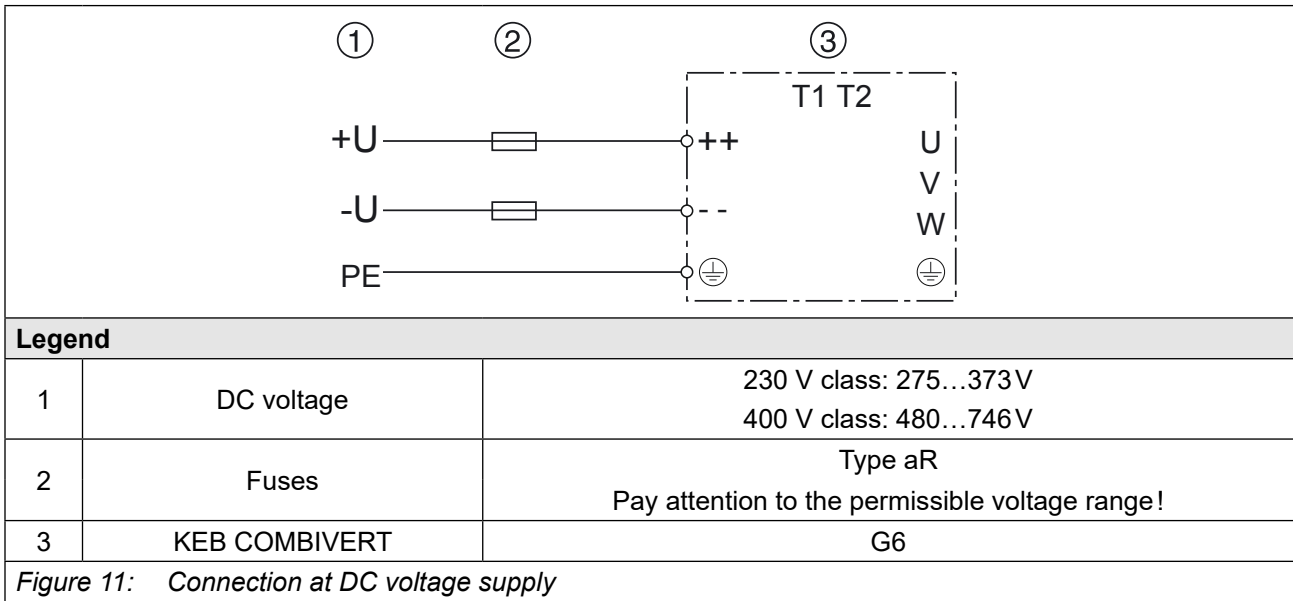 ① ② ③
T1 T2
+U ++ U
V
-U - - W
PE
Legend
1 DC voltage 230 V class: 275…373 V
400 V class: 480…746 V
2 Fuses Type aR
Pay attention to the permissible voltage range!
3 KEB COMBIVERT G6
Figure 11: Connection at DC voltage supply